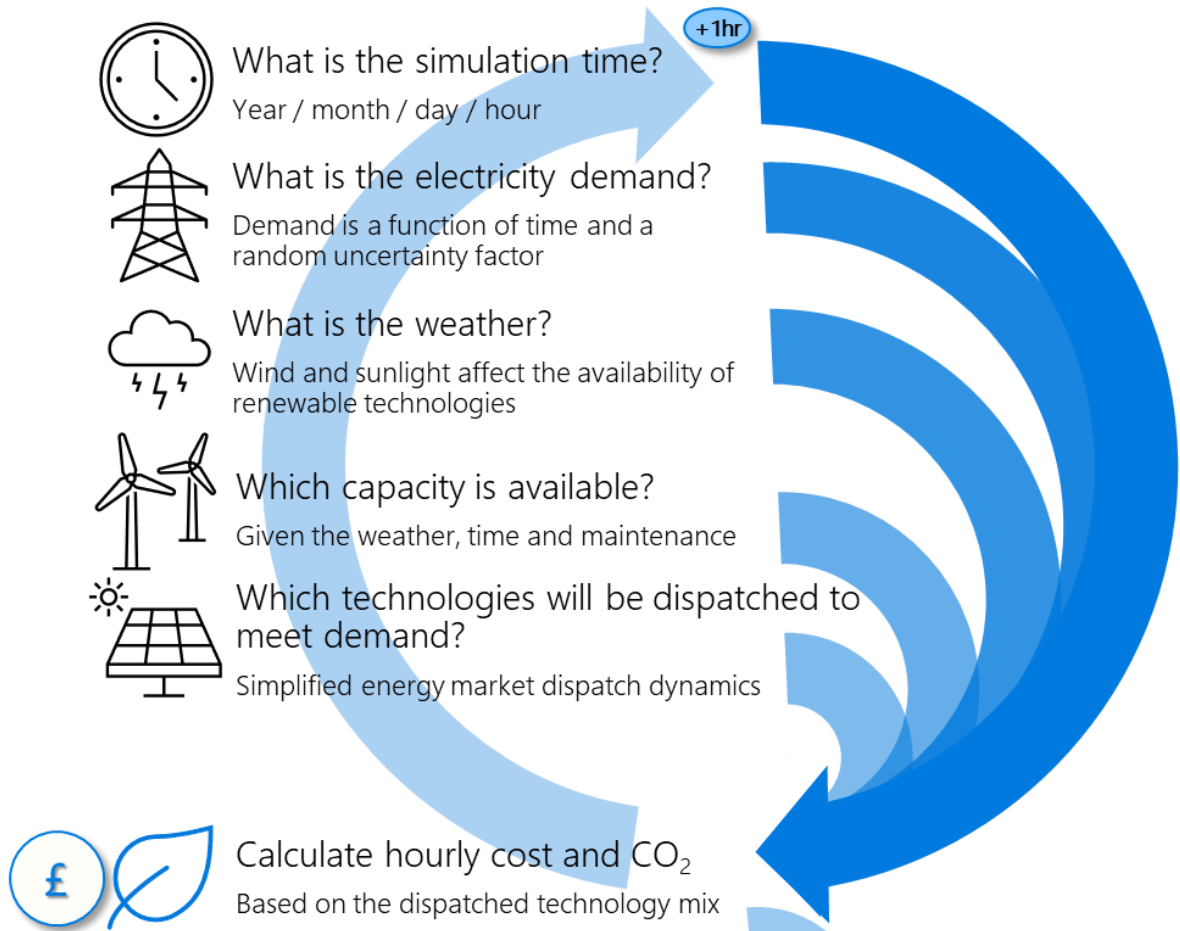 +1hr
What is the simulation time?
Year / month / day / hour
What is the electricity demand?
Demand is a function of time and a
random uncertainty factor
What is the weather?
Wind and sunlight affect the availability of
renewable technologies
Which capacity is available?
Given the weather, time and maintenance
Which technologies will be dispatched to
meet demand?
Simplified energy market dispatch dynamics
£
Calculate hourly cost and CO₂
Based on the dispatched technology mix